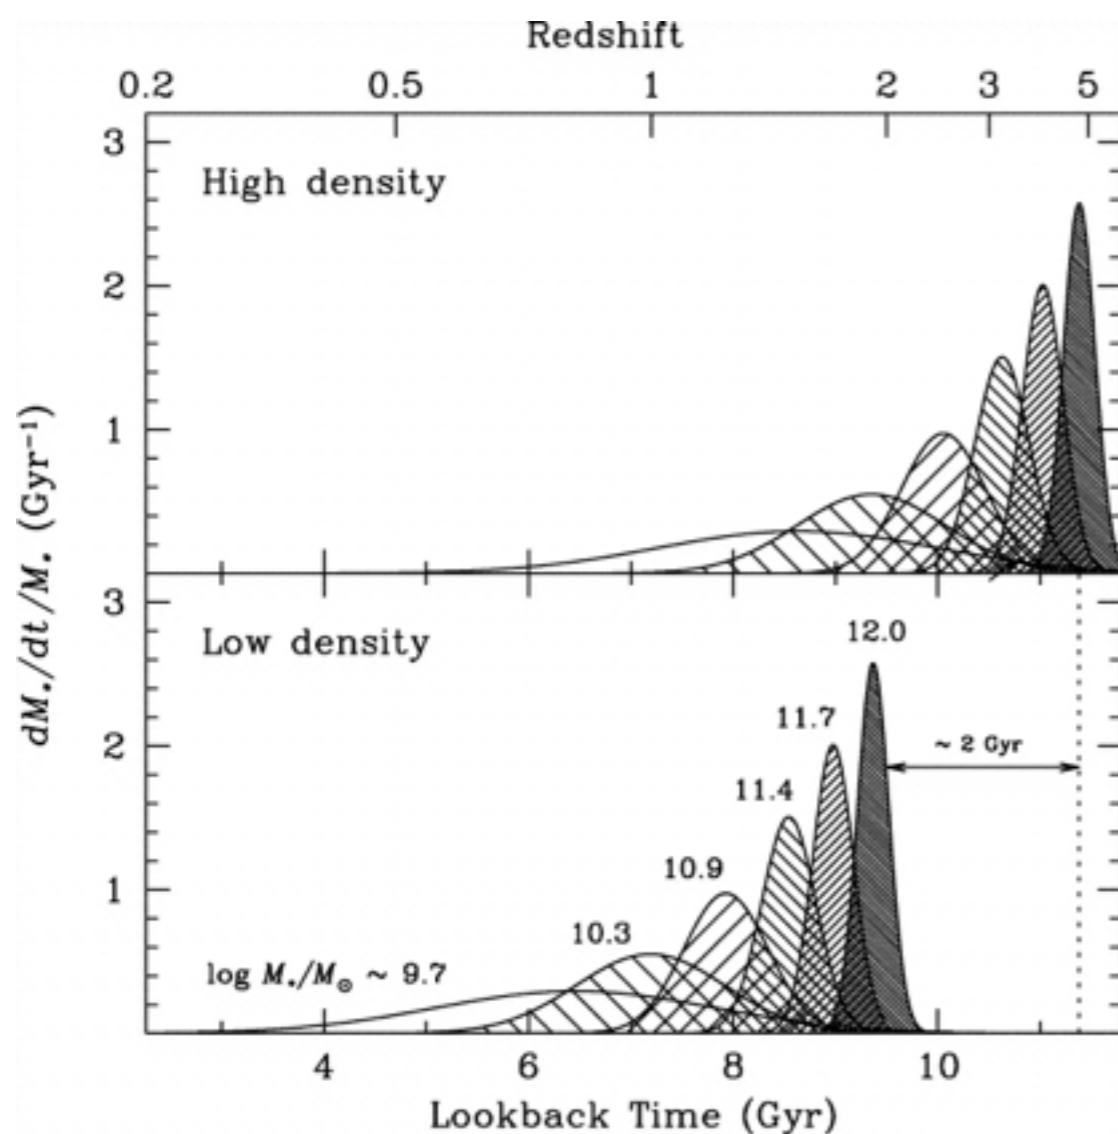 Redshift
0.2 0.5 1 2 3 5
3
High density
2
1
dM*/dt/M* (Gyr⁻¹)
3
Low density
12.0
11.7
~ 2 Gyr
2
11.4
10.9
1
10.3
log M*/M⊙ ~ 9.7
4 6 8 10
Lookback Time (Gyr)